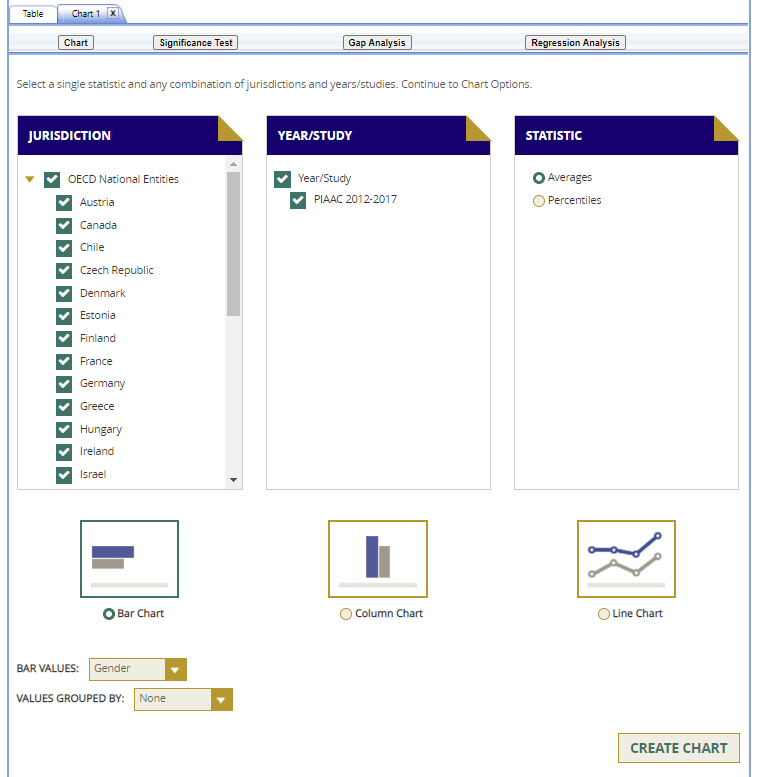 Table
Chart 1 X
Chart
Significance Test
Gap Analysis
Regression Analysis
Select a single statistic and any combination of jurisdictions and years/studies. Continue to Chart Options.
JURISDICTION
OECD National Entities
Austria
Canada
Chile
Czech Republic
Denmark
Estonia
Finland
France
Germany
Greece
Hungary
Ireland
Israel
YEAR/STUDY
Year/Study
PIAAC 2012-2017
STATISTIC
Averages
Percentiles
Bar Chart
Column Chart
Line Chart
BAR VALUES: Gender
VALUES GROUPED BY: None
CREATE CHART